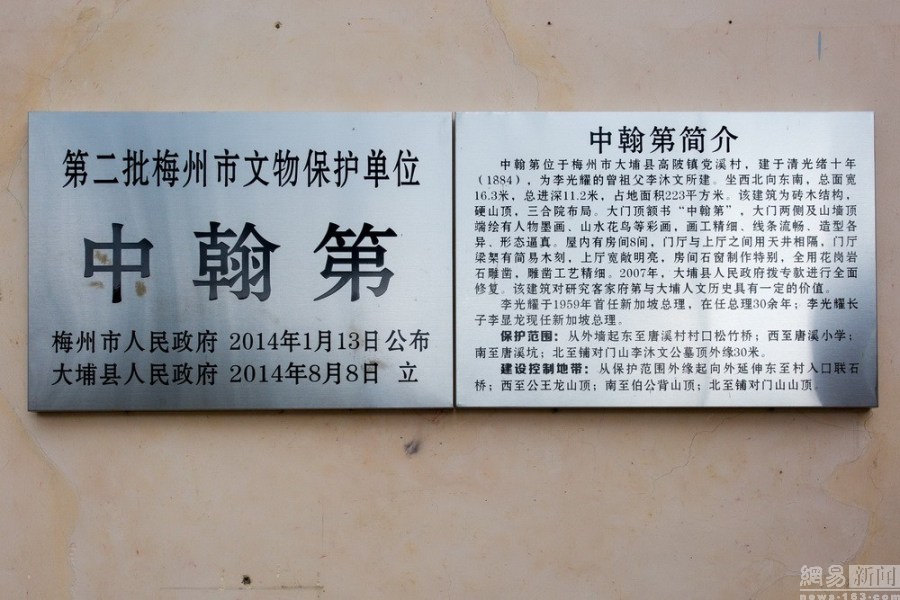 第二批梅州市文物保护单位
中翰第
梅州市人民政府 2014年1月13日公布
大埔县人民政府 2014年8月8日 立
中翰第简介
中翰第位于梅州市大埔县高陂镇党溪村，建于清光绪十年
（1884），为李光耀的曾祖父李沐文所建。坐西北向东南，总面宽
16.3米，总进深11.2米，占地面积223平方米。该建筑为砖木结构，
硬山顶，三合院布局。大门顶额书“中翰第”，大门两侧及山墙顶
端绘有人物墨画、山水花鸟等彩画，画工精细、线条流畅、造型各
异、形态逼真。屋内有房间8间，门厅与上厅之间用天井相隔，门厅
梁架有简易木刻，上厅宽敞明亮，房间石窗制作特别，全用花岗岩
石雕凿，雕凿工艺精细。2007年，大埔县人民政府拨专款进行全面
修复。该建筑对研究客家府第与大埔人文历史具有一定的价值。
李光耀于1959年首任新加坡总理，在任总理30余年；李光耀长
子李显龙现任新加坡总理。
保护范围：从外墙起东至唐溪村村口松竹桥；西至唐溪小学；
南至唐溪坑；北至铺对门山李沐文公墓顶外缘30米。
建设控制地带：从保护范围外缘起向外延伸东至村入口联石
桥；西至公王龙山顶；南至伯公背山顶；北至铺对门山山顶。
網易 新闻
news.163.com